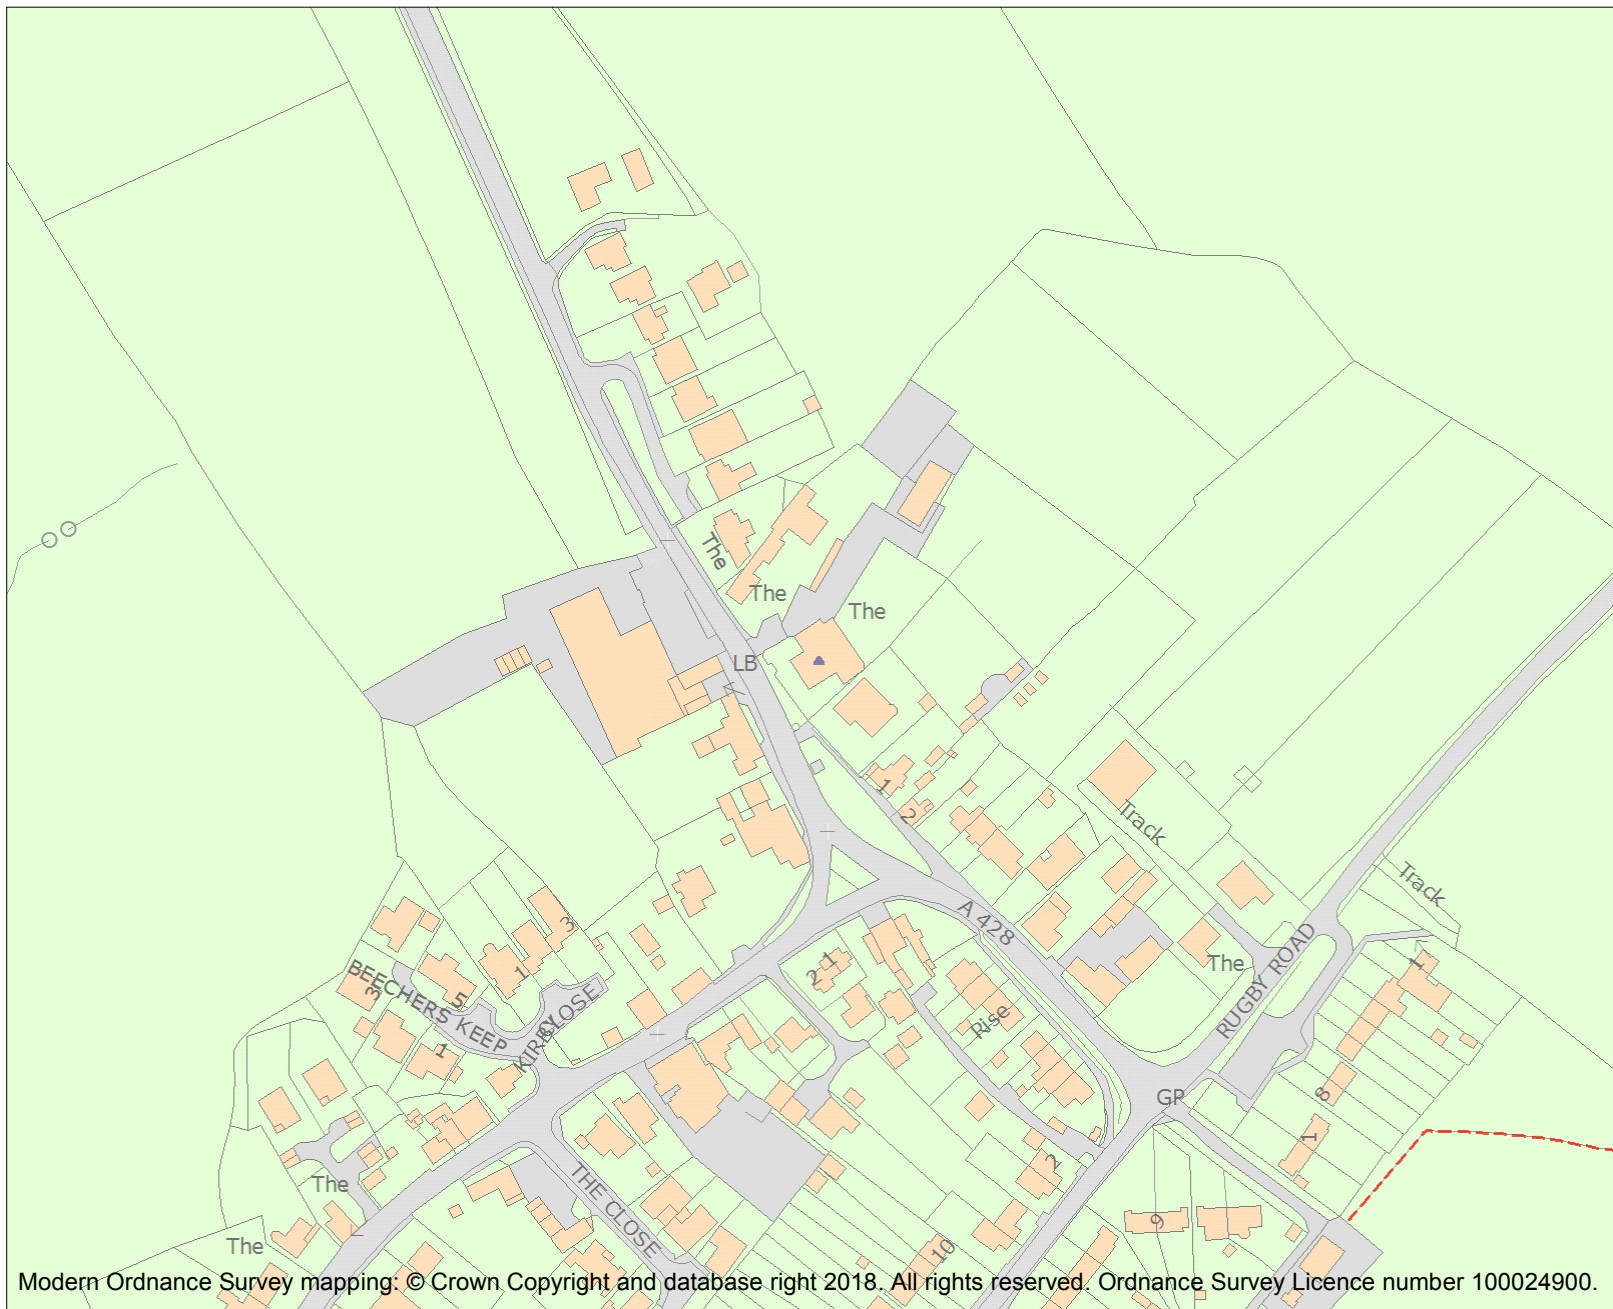 The
The
The
LB
1
2
Track
Track
3
A 428
1
2 1
The
1
BEECHERS KEEP
3
5
KIRBY CLOSE
RUGBY ROAD
Rise
1
GP
8
1
2
The
THE CLOSE
9
The
10
Modern Ordnance Survey mapping: © Crown Copyright and database right 2018. All rights reserved. Ordnance Survey Licence number 100024900.